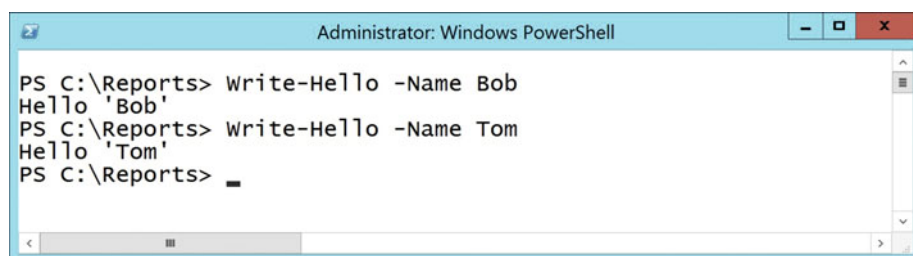 Administrator: Windows PowerShell
PS C:\Reports> Write-Hello -Name Bob
Hello 'Bob'
PS C:\Reports> Write-Hello -Name Tom
Hello 'Tom'
PS C:\Reports>